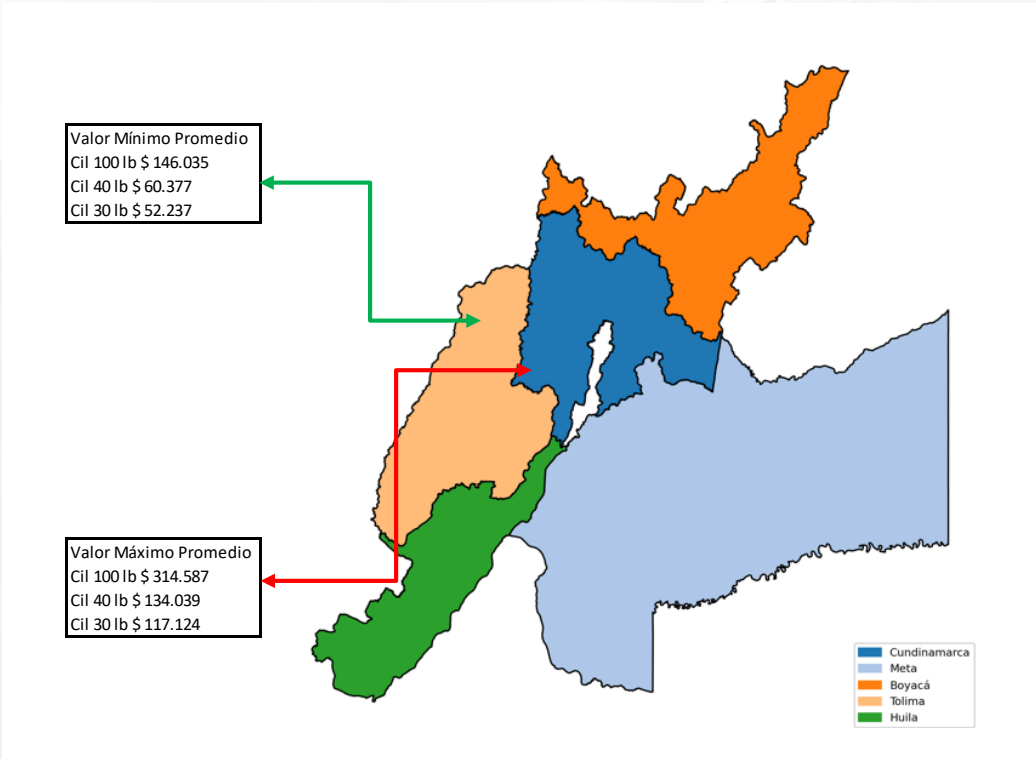 Valor Mínimo Promedio
Cil 100 lb $ 146.035
Cil 40 lb $ 60.377
Cil 30 lb $ 52.237
Valor Máximo Promedio
Cil 100 lb $ 314.587
Cil 40 lb $ 134.039
Cil 30 lb $ 117.124
Cundinamarca
Meta
Boyacá
Tolima
Huila